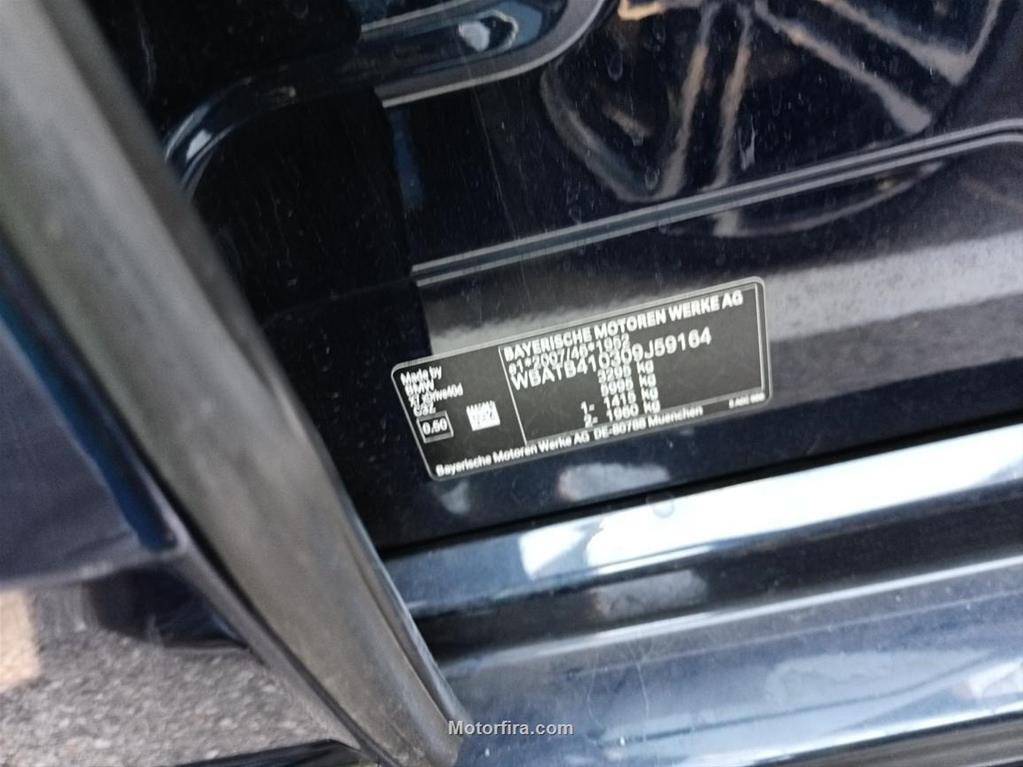 BAYERISCHE MOTOREN WERKE AG
e1*2007/46*1952
WBATB410309J59164
3295 kg
5995 kg
1- 1415 kg
2- 1960 kg
Made by
BMW
xDrive40d
C3Z
0.50
Bayerische Motoren Werke AG DE-80788 Muenchen
Motorfira.com